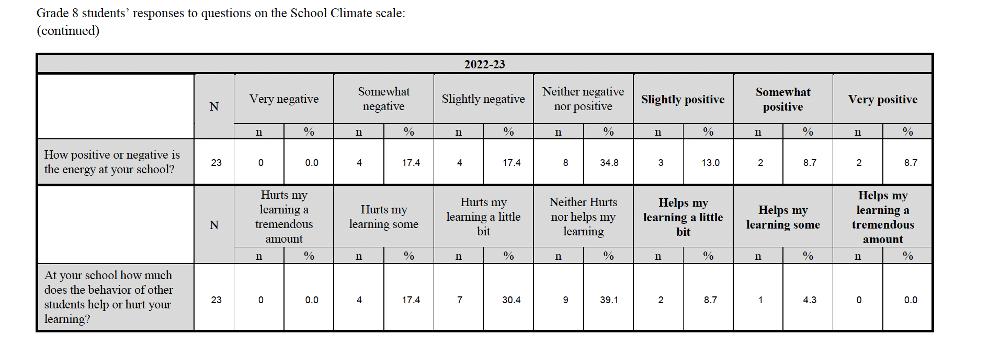 Grade 8 students’ responses to questions on the School Climate scale:
(continued)
2022-23
N
Very negative
Somewhat
negative
Slightly negative
Neither negative
nor positive
Slightly positive
Somewhat
positive
Very positive
n % n % n % n % n % n % n %
How positive or negative is
the energy at your school?
23 0 0.0 4 17.4 4 17.4 8 34.8 3 13.0 2 8.7 2 8.7
N
Hurts my
learning a
tremendous
amount
Hurts my
learning some
Hurts my
learning a little
bit
Neither Hurts
nor helps my
learning
Helps my
learning a little
bit
Helps my
learning some
Helps my
learning a
tremendous
amount
n % n % n % n % n % n % n %
At your school how much
does the behavior of other
students help or hurt your
learning?
23 0 0.0 4 17.4 7 30.4 9 39.1 2 8.7 1 4.3 0 0.0